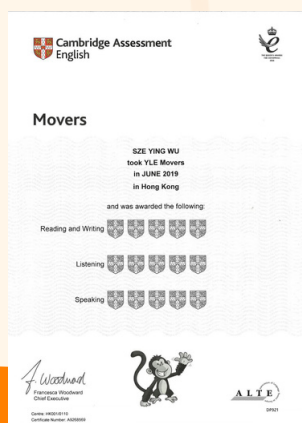 Cambridge Assessment
English
Movers
SZE YING WU
took YLE Movers
in JUNE 2019
in Hong Kong
and was awarded the following:
Reading and Writing
Listening
Speaking
Francesca Woodward
Chief Executive
ALTE